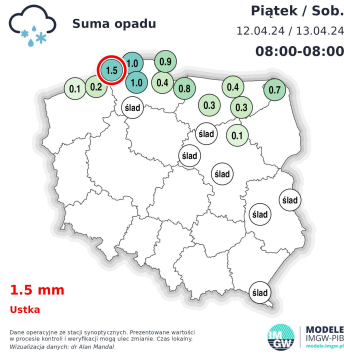 Suma opadu
Piątek / Sob.
12.04.24 / 13.04.24
08:00-08:00
1.0
0.9
1.5
0.1
0.2
1.0
0.4
0.8
0.4
0.7
0.3
0.3
ślad
ślad
0.1
ślad
ślad
ślad
ślad
ślad
1.5 mm
Ustka
Dane operacyjne ze stacji synoptycznych. Prezentowane wartości
w procesie kontroli i weryfikacji mogą ulec zmianie. Czas lokalny.
Wizualizacja danych: dr Alan Mandal
IM
GW
MODELE
IMGW-PIB
modele.imgw.pl